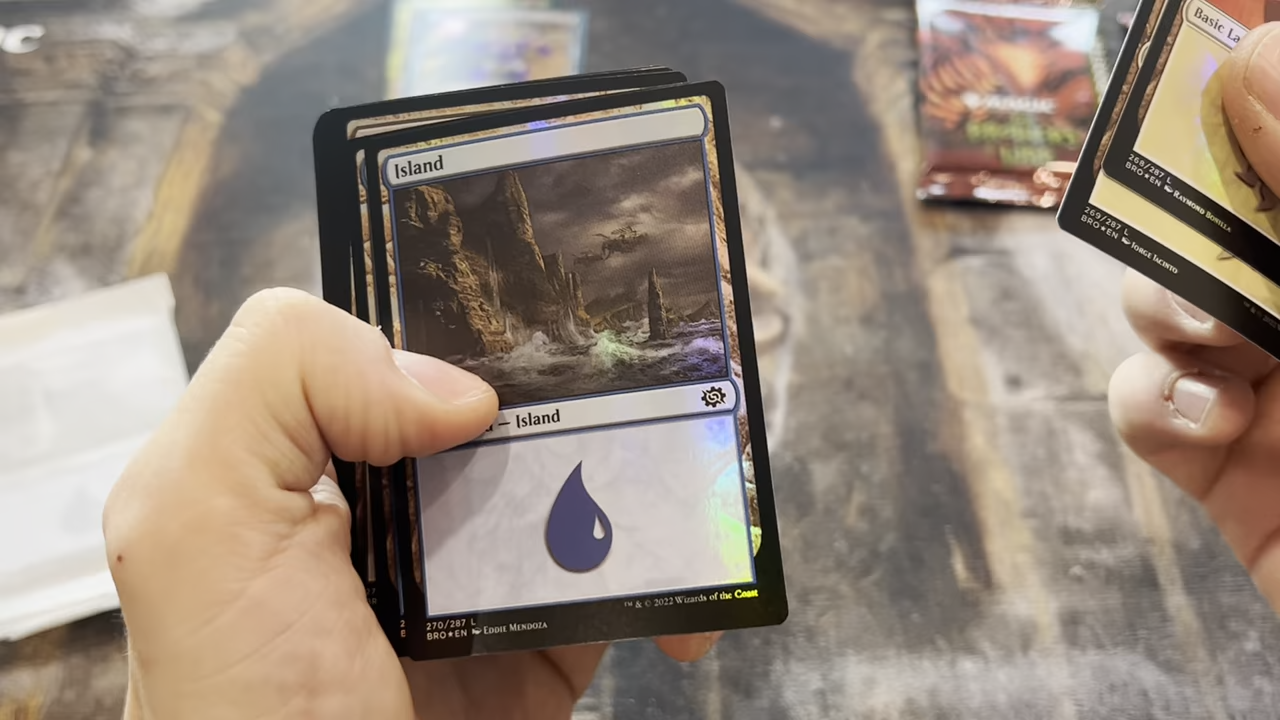 Island
– Island
270/287 L
BRO★EN EDDIE MENDOZA
™ & © 2022 Wizards of the Coast
Basic La
268/287 L
BRO★EN RAYMOND BONILLA
269/287 L
BRO★EN JORGE JACINTO